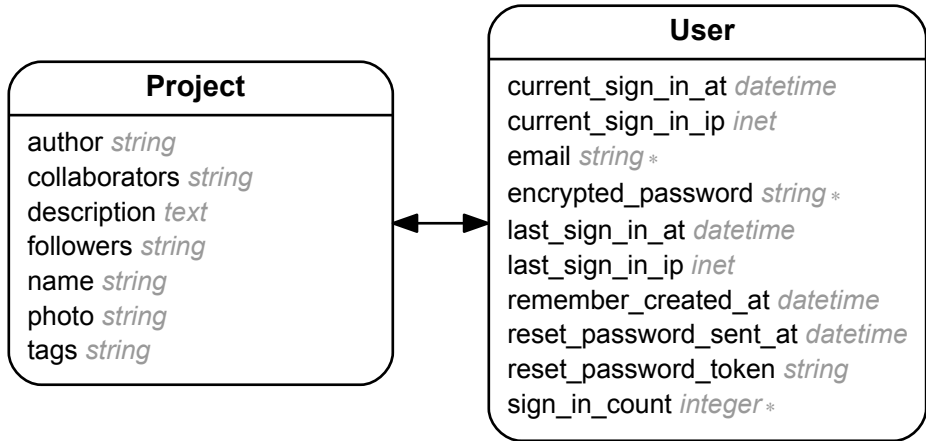 Project
author string
collaborators string
description text
followers string
name string
photo string
tags string
User
current_sign_in_at datetime
current_sign_in_ip inet
email string *
encrypted_password string *
last_sign_in_at datetime
last_sign_in_ip inet
remember_created_at datetime
reset_password_sent_at datetime
reset_password_token string
sign_in_count integer *